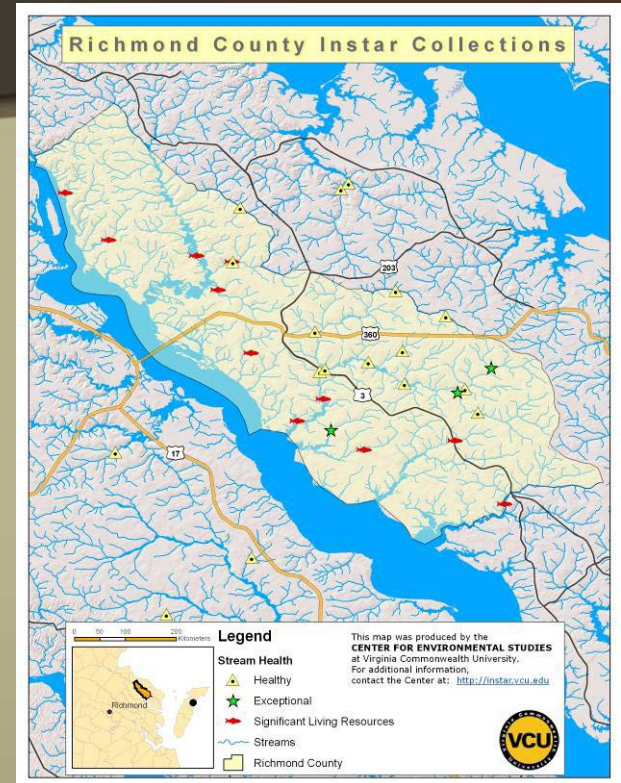 Richmond County Instar Collections
203
360
3
17
0 50 100 200
Kilometers
Richmond
Legend
Stream Health
Healthy
Exceptional
Significant Living Resources
Streams
Richmond County
This map was produced by the
CENTER FOR ENVIRONMENTAL STUDIES
at Virginia Commonwealth University.
For additional information,
contact the Center at: http://instar.vcu.edu
VCU